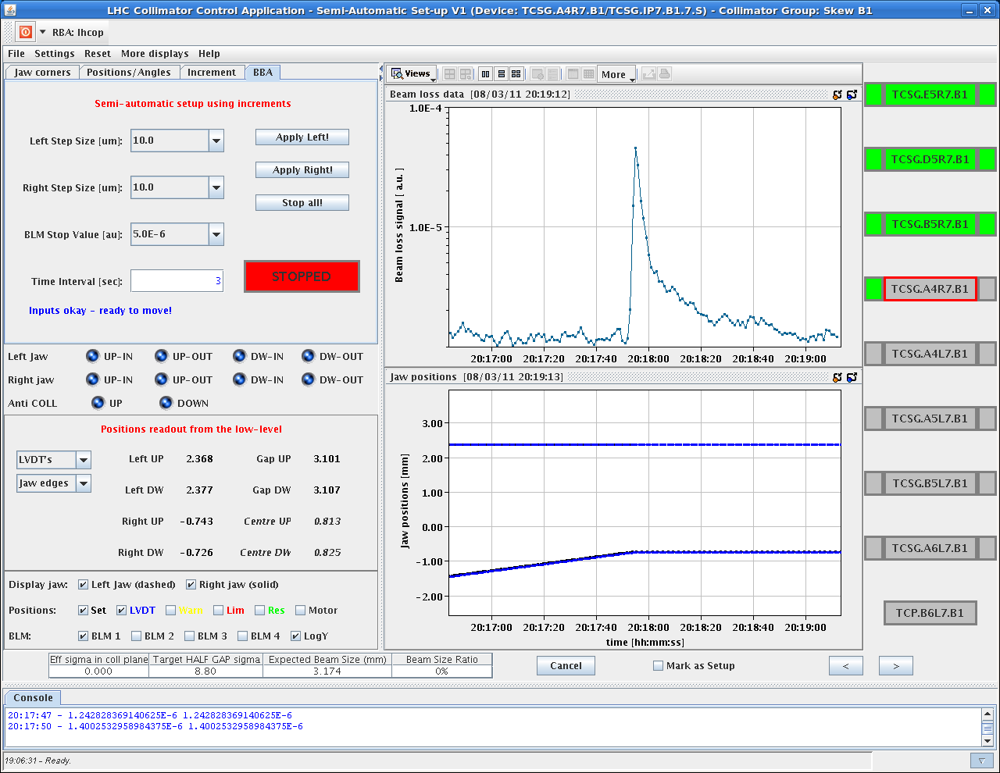 LHC Collimator Control Application - Semi-Automatic Set-up V1 (Device: TCSG.A4R7.B1/TCSG.IP7.B1.7.S) - Collimator Group: Skew B1
RBA: lhcop
File Settings Reset More displays Help
Jaw corners Positions/Angles Increment BBA
Semi-automatic setup using increments
Left Step Size [um]: 10.0 Apply Left!
Apply Right!
Right Step Size [um]: 10.0
Stop all!
BLM Stop Value [au]: 5.0E-6
Time Interval [sec]: 3 STOPPED
Inputs okay - ready to move!
Left Jaw UP-IN UP-OUT DW-IN DW-OUT
Right jaw UP-IN UP-OUT DW-IN DW-OUT
Anti COLL UP DOWN
Positions readout from the low-level
LVDT's Left UP 2.368 Gap UP 3.101
Jaw edges Left DW 2.377 Gap DW 3.107
Right UP -0.743 Centre UP 0.813
Right DW -0.726 Centre DW 0.825
Display jaw: Left Jaw (dashed) Right jaw (solid)
Positions: Set LVDT Warn Lim Res Motor
BLM: BLM 1 BLM 2 BLM 3 BLM 4 LogY
Views More
Beam loss data [08/03/11 20:19:12]
1.0E-4
1.0E-5
Beam loss signal [ a.u. ]
20:17:00 20:17:20 20:17:40 20:18:00 20:18:20 20:18:40 20:19:00
Jaw positions [08/03/11 20:19:13]
3.00
2.00
1.00
0.00
-1.00
-2.00
Jaw positions [mm]
20:17:00 20:17:20 20:17:40 20:18:00 20:18:20 20:18:40 20:19:00
time [hh:mm:ss]
TCSG.E5R7.B1
TCSG.D5R7.B1
TCSG.B5R7.B1
TCSG.A4R7.B1
TCSG.A4L7.B1
TCSG.A5L7.B1
TCSG.B5L7.B1
TCSG.A6L7.B1
TCP.B6L7.B1
Eff sigma in coll plane Target HALF GAP sigma Expected Beam Size (mm) Beam Size Ratio
0.000 8.80 3.174 0%
Cancel Mark as Setup < >
Console
20:17:47 - 1.242828369140625E-6 1.242828369140625E-6
20:17:50 - 1.4002532958984375E-6 1.4002532958984375E-6
19:06:31 - Ready.